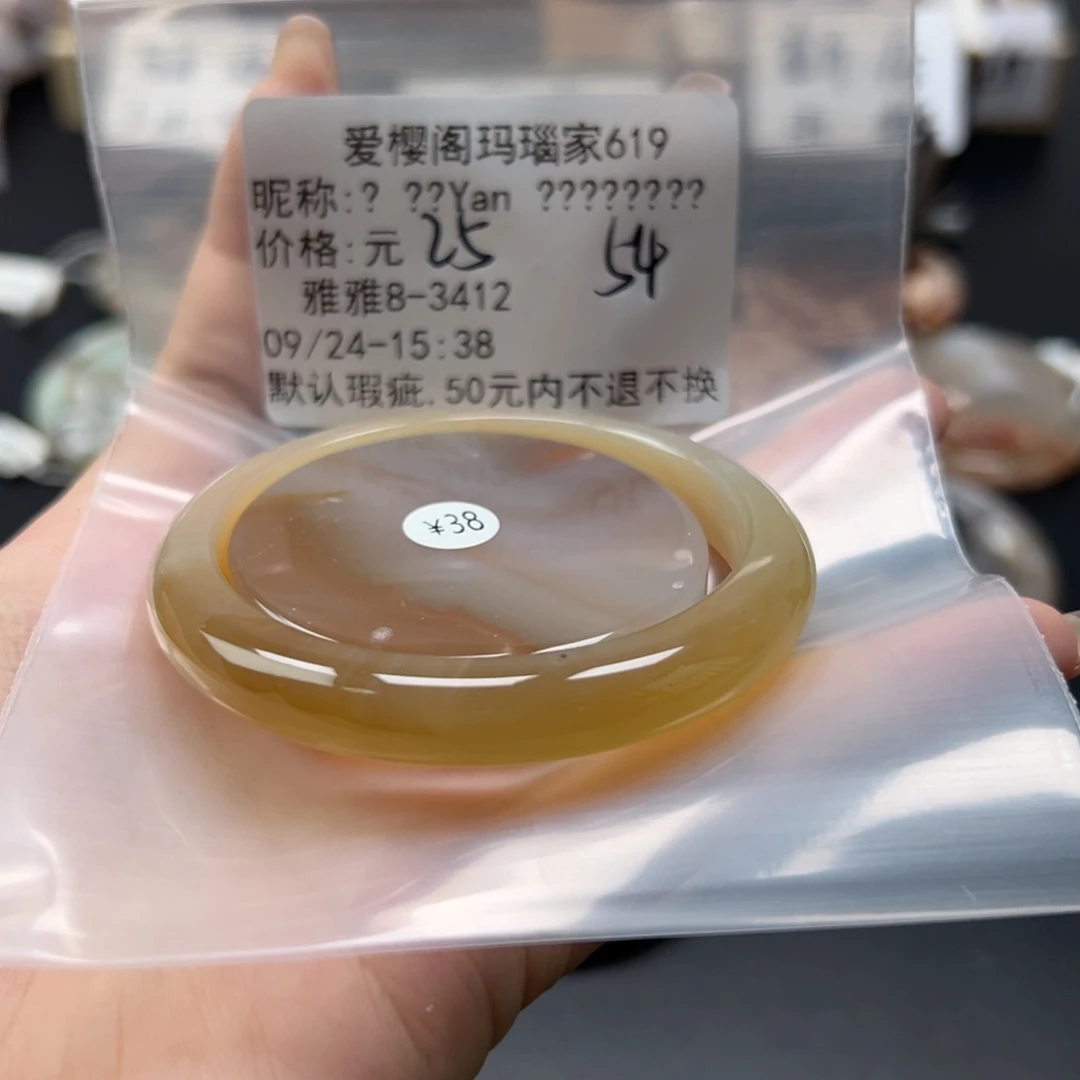 爱樱阁玛瑙家619
昵称:? ??Yan ????????
价格:元 25 54
雅雅8-3412
09/24-15:38
默认瑕疵.50元内不退不换
¥38